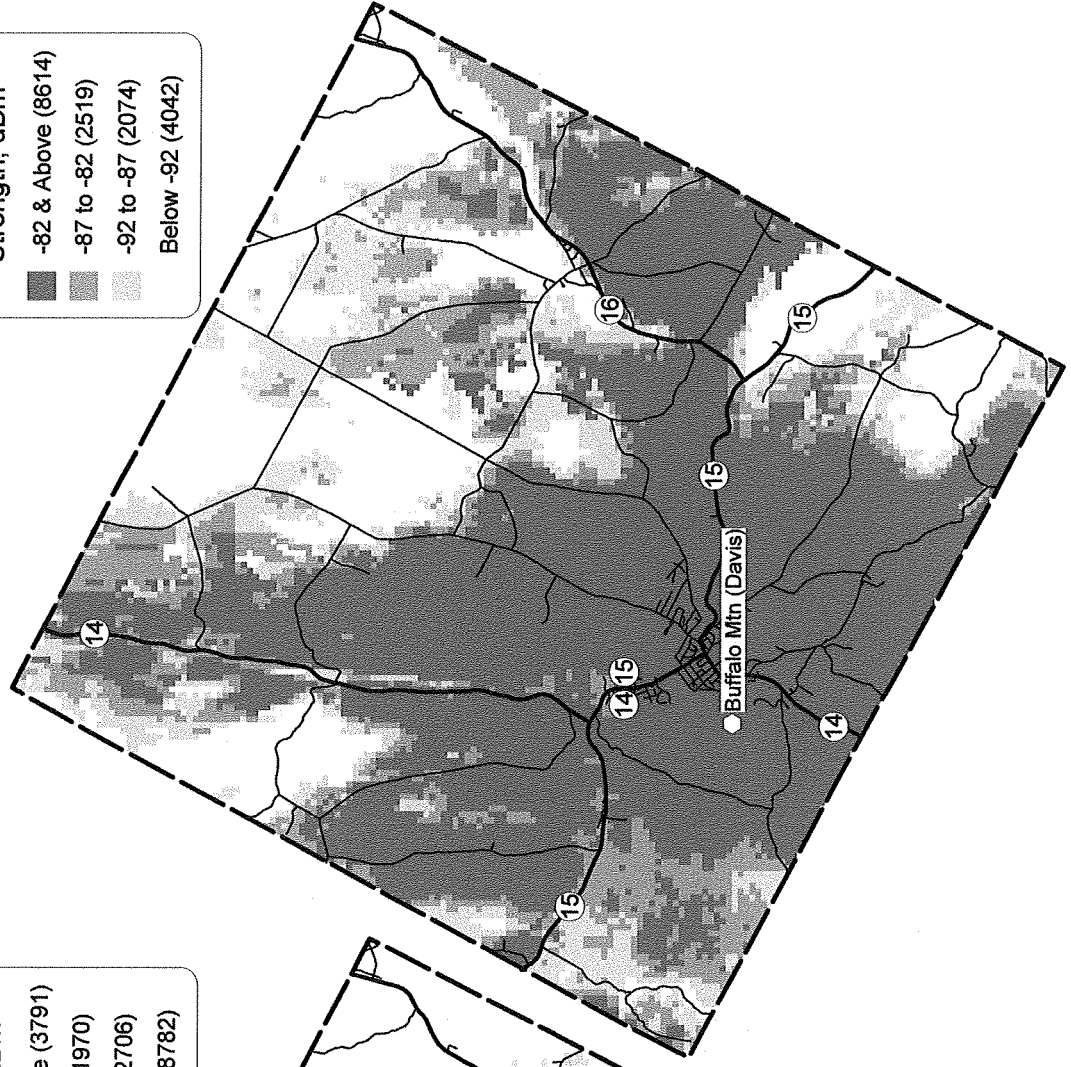 Strength, dBm
-82 & Above (8614)
-87 to -82 (2519)
-92 to -87 (2074)
Below -92 (4042)
(3791)
2706)
8782)
14
16
15
15
14
15
Buffalo Mtn (Davis)
14
15